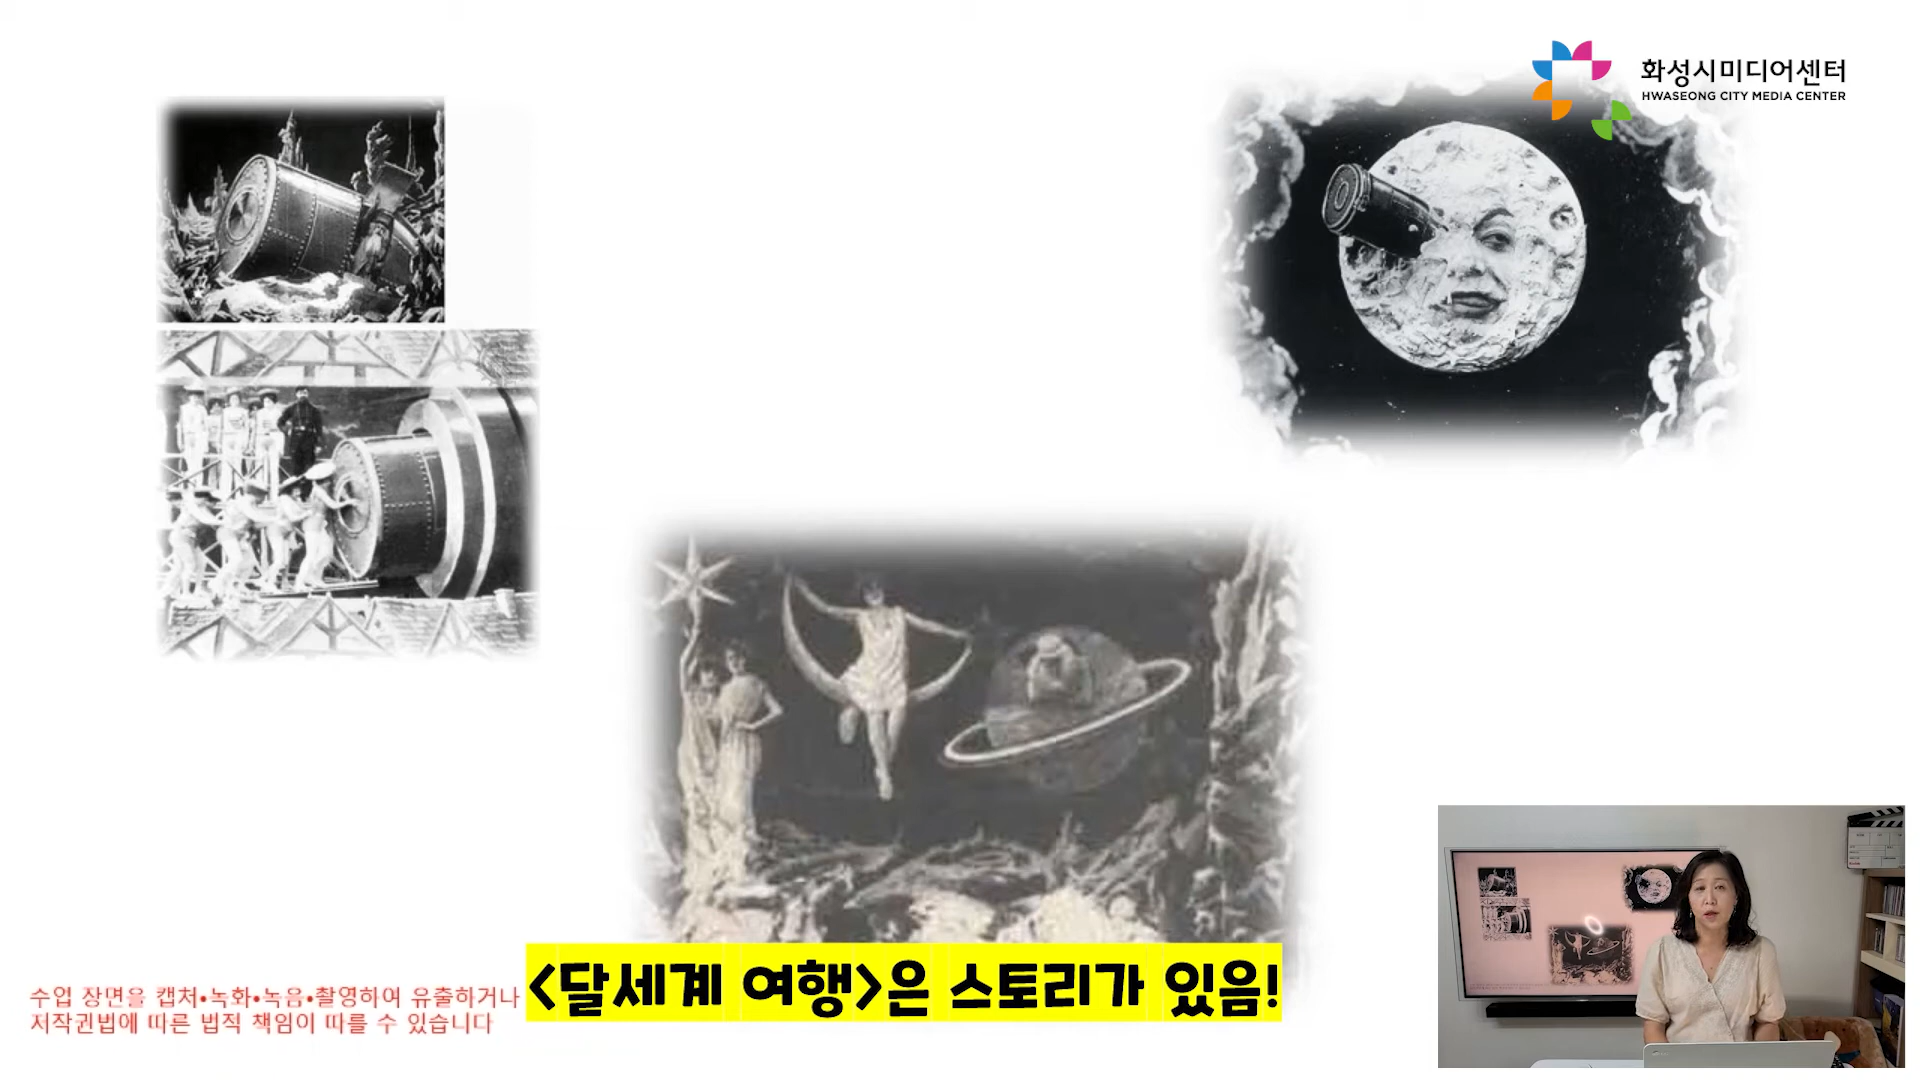 화성시미디어센터
HWASEONG CITY MEDIA CENTER
<달세계 여행>은 스토리가 있음!
수업 장면을 캡처•녹화•녹음•촬영하여 유출하거나
저작권법에 따른 법적 책임이 따를 수 있습니다